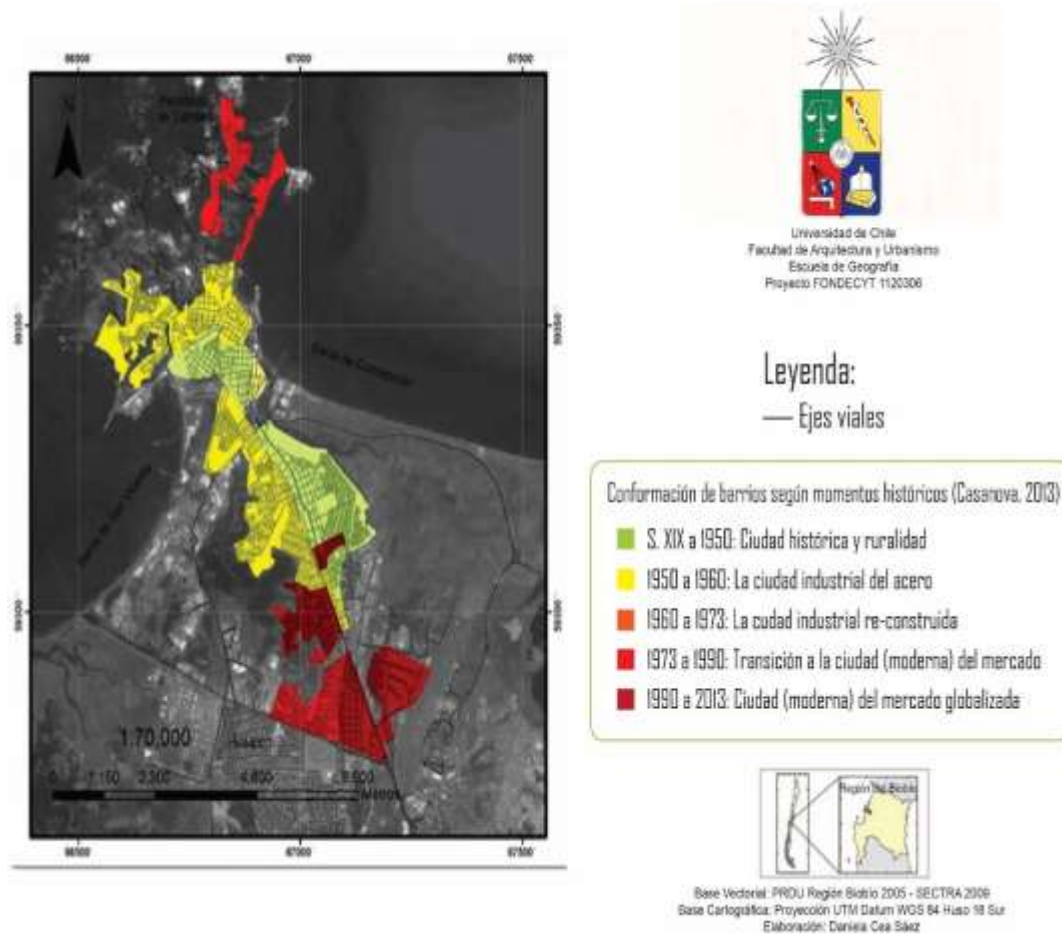 N
Universidad de Chile
Facultad de Arquitectura y Urbanismo
Escuela de Geografía
Proyecto FONDECYT 1120306
Leyenda:
Ejes viales
Conformación de barrios según momentos históricos (Casanova, 2013)
S. XIX a 1950: Ciudad histórica y ruralidad
1950 a 1960: La ciudad industrial del acero
1960 a 1973: La cudad industrial re-construida
1973 a 1990: Transición a la ciudad (moderna) del mercado
1990 a 2013: Ciudad (moderna) del mercado globalizada
1:70,000
Metros
Región del Biobío
Base Vectorial: PRDU Región Biobío 2005 - SECTRA 2009
Base Cartográfica: Proyección UTM Datum WGS 84 Huso 18 Sur
Elaboración: Daniela Cea Sáez